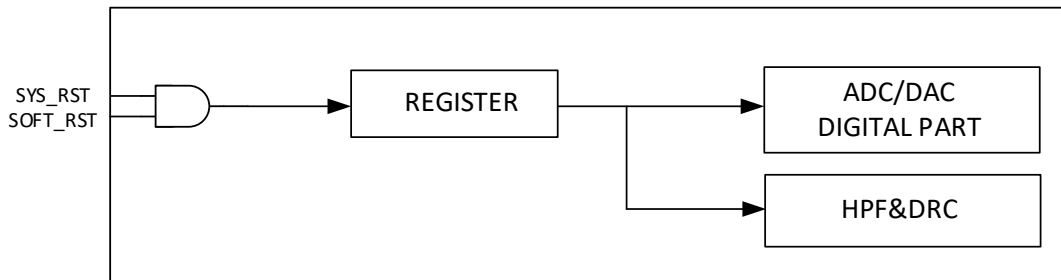 SYS_RST
SOFT_RST
REGISTER
ADC/DAC
DIGITAL PART
HPF&DRC